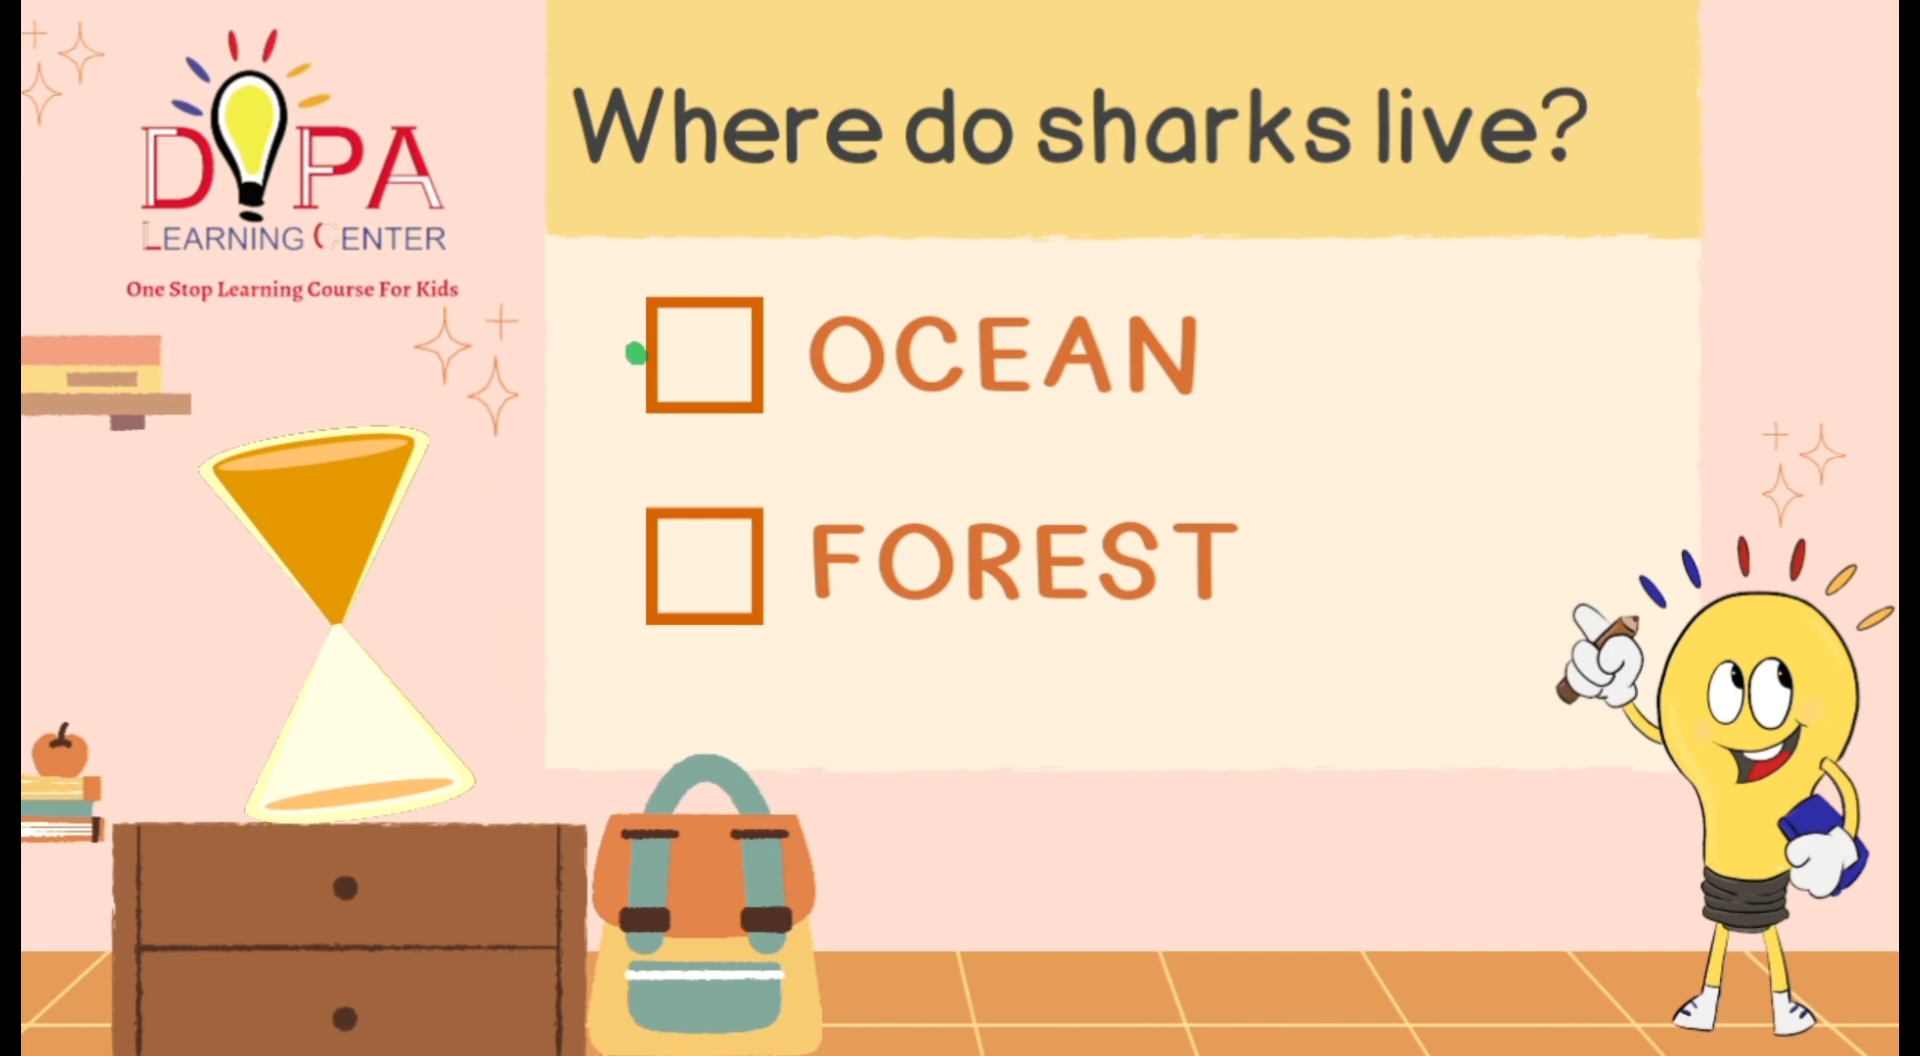 DIPA
LEARNING CENTER
One Stop Learning Course For Kids
Where do sharks live?
OCEAN
FOREST